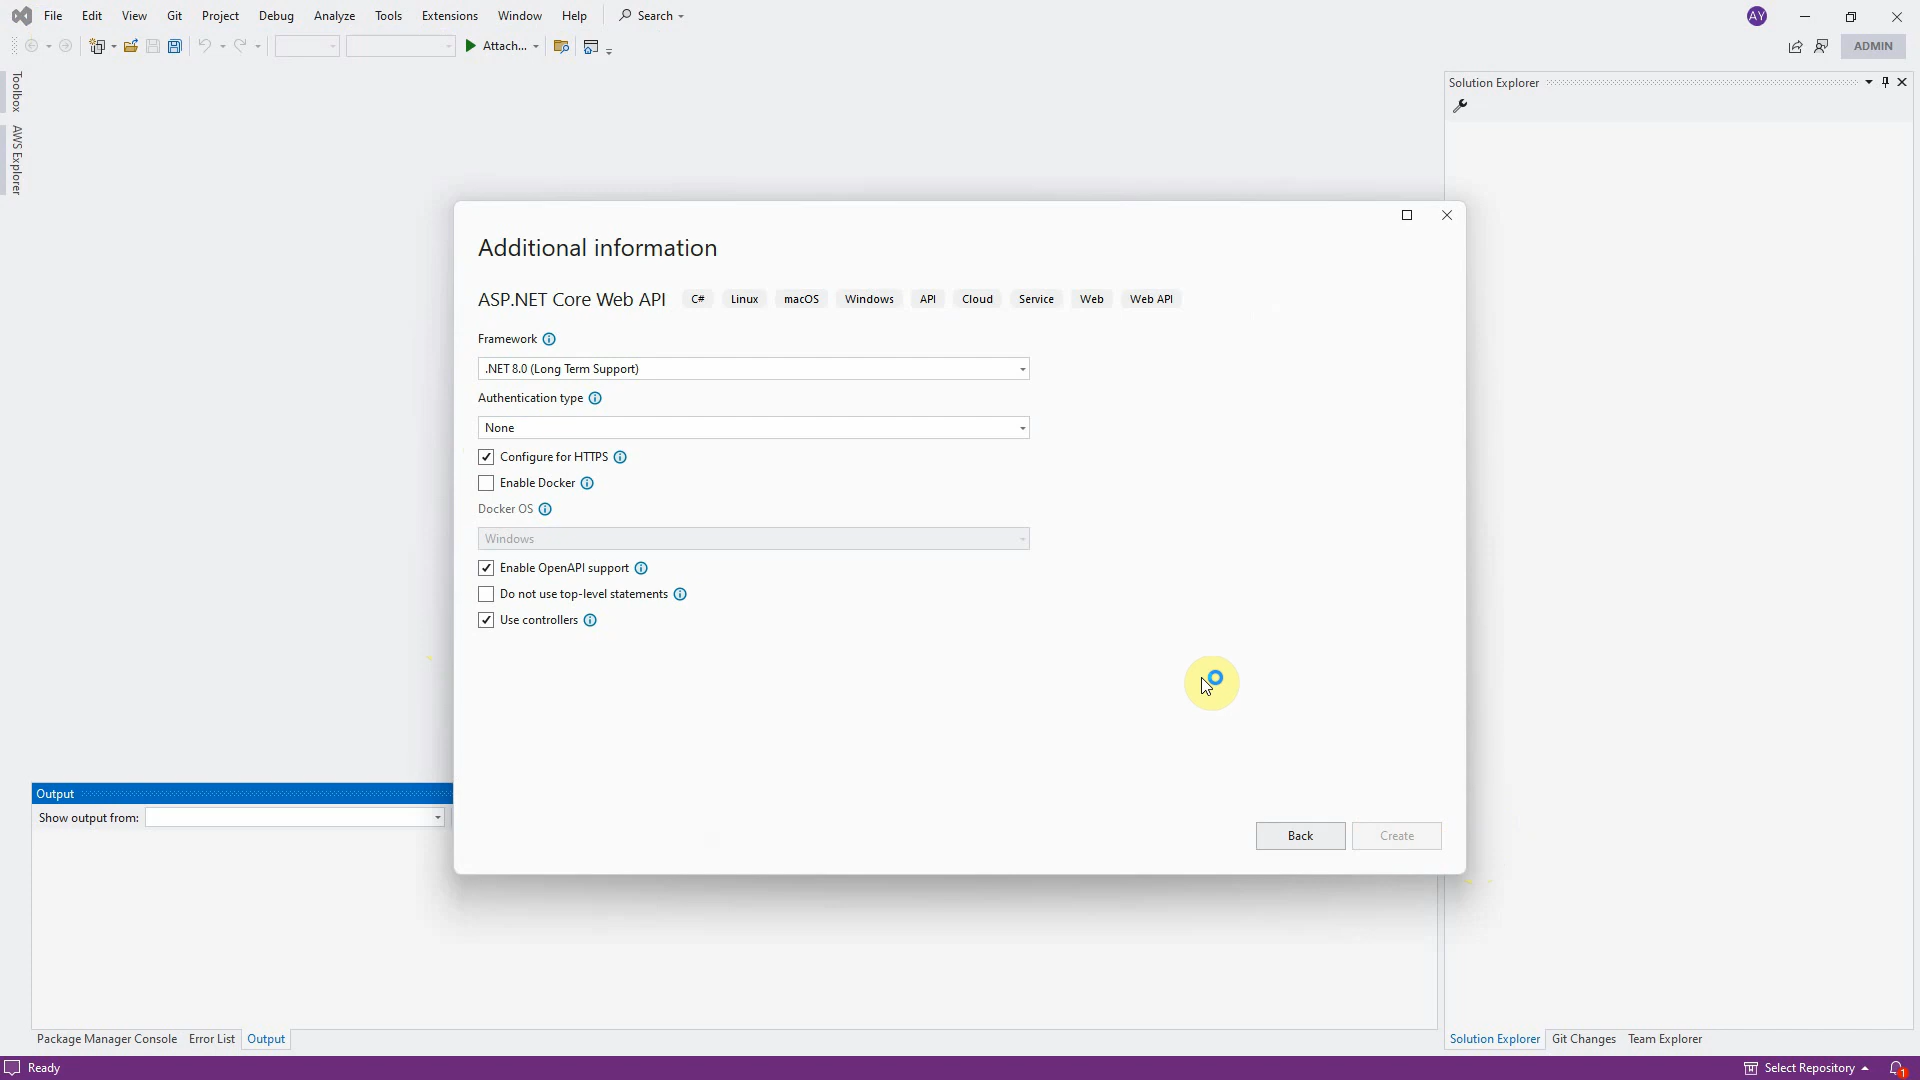 File Edit View Git Project Debug Analyze Tools Extensions Window Help Search AY
Attach... ADMIN
Toolbox
AWS Explorer
Solution Explorer
Additional information
ASP.NET Core Web API C# Linux macOS Windows API Cloud Service Web Web API
Framework
.NET 8.0 (Long Term Support)
Authentication type
None
Configure for HTTPS
Enable Docker
Docker OS
Windows
Enable OpenAPI support
Do not use top-level statements
Use controllers
Back Create
Output
Show output from:
Package Manager Console Error List Output
Solution Explorer Git Changes Team Explorer
Ready
Select Repository 1